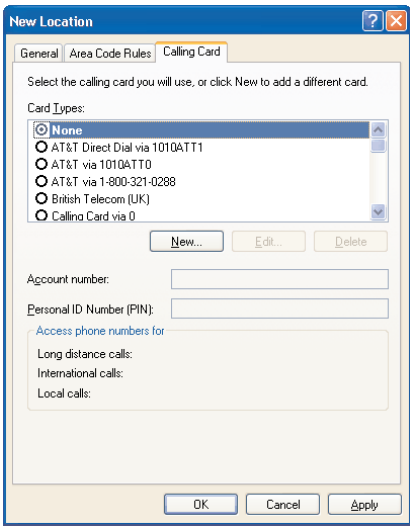 New Location
General Area Code Rules Calling Card
Select the calling card you will use, or click New to add a different card.
Card Types:
None
AT&T Direct Dial via 1010ATT1
AT&T via 1010ATT0
AT&T via 1-800-321-0288
British Telecom (UK)
Calling Card via 0
New... Edit... Delete
Account number:
Personal ID Number (PIN):
Access phone numbers for
Long distance calls:
International calls:
Local calls:
OK Cancel Apply